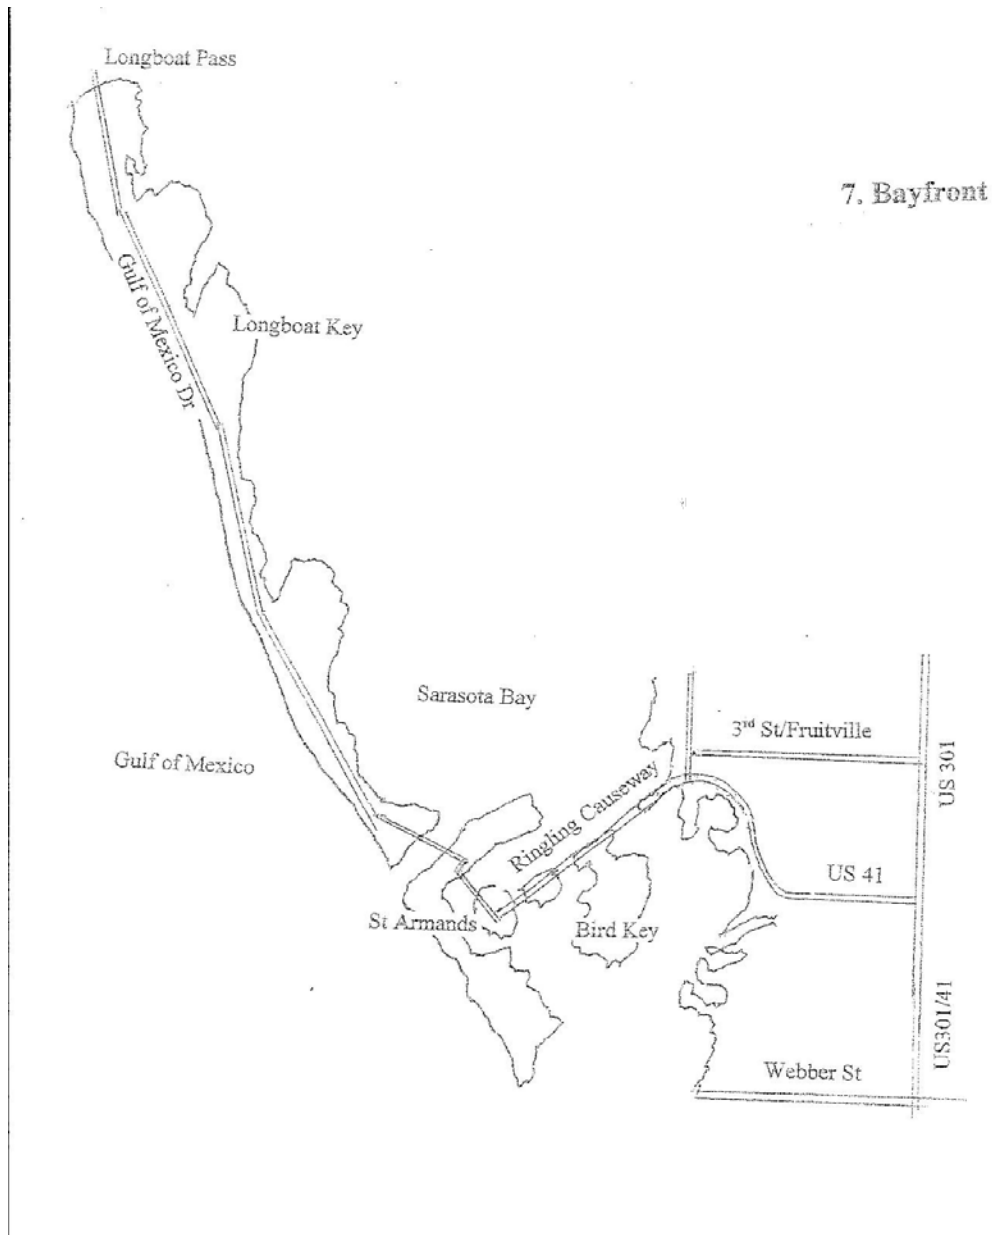 Longboat Pass
7. Bayfront
Gulf of Mexico Dr
Longboat Key
Sarasota Bay
3rd St/Fruitville
Gulf of Mexico
US 301
Ringling Causeway
US 41
St Armands
Bird Key
US301/41
Webber St